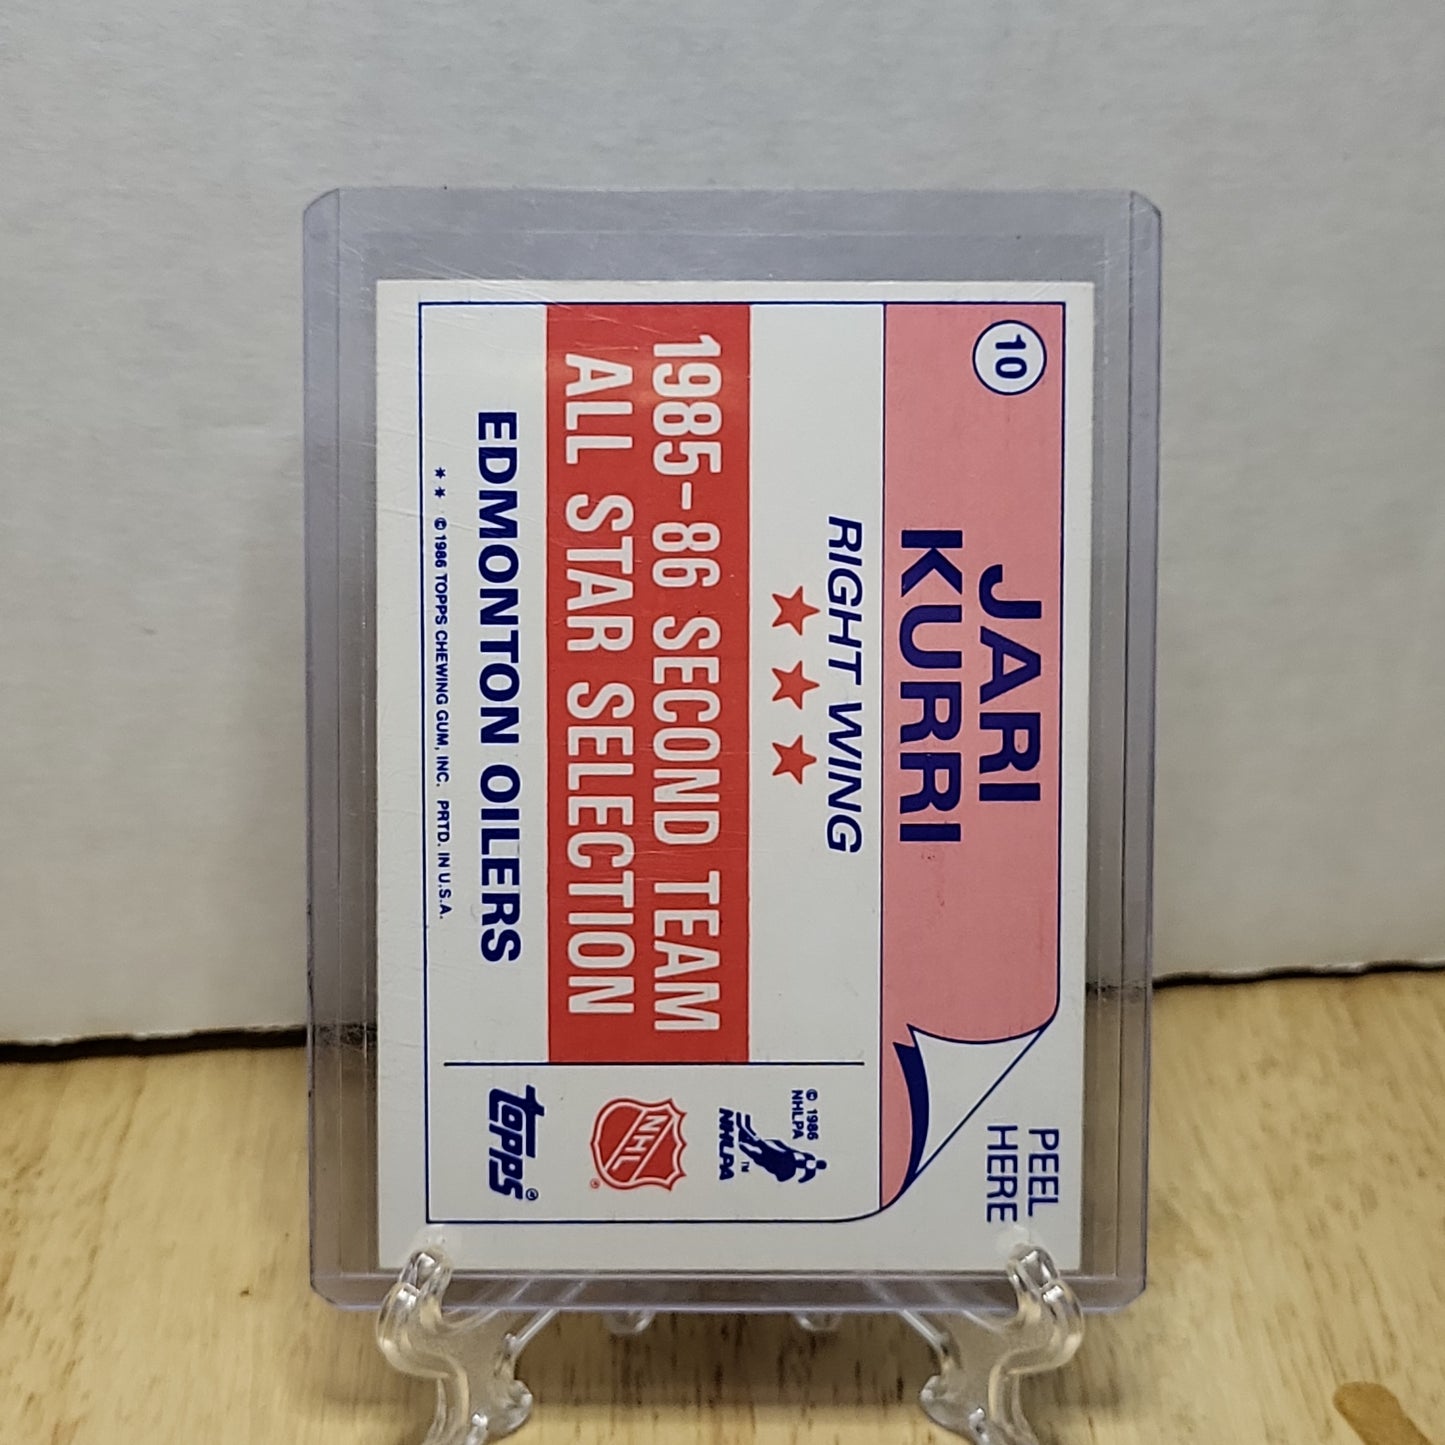 10
JARI
KURRI
PEEL
HERE
RIGHT WING
1985-86 SECOND TEAM
ALL STAR SELECTION
EDMONTON OILERS
** © 1986 TOPPS CHEWING GUM, INC. PRTD. IN U.S.A.
© 1986
NHLPA
NHLPA™
NHL®
TOPPS®